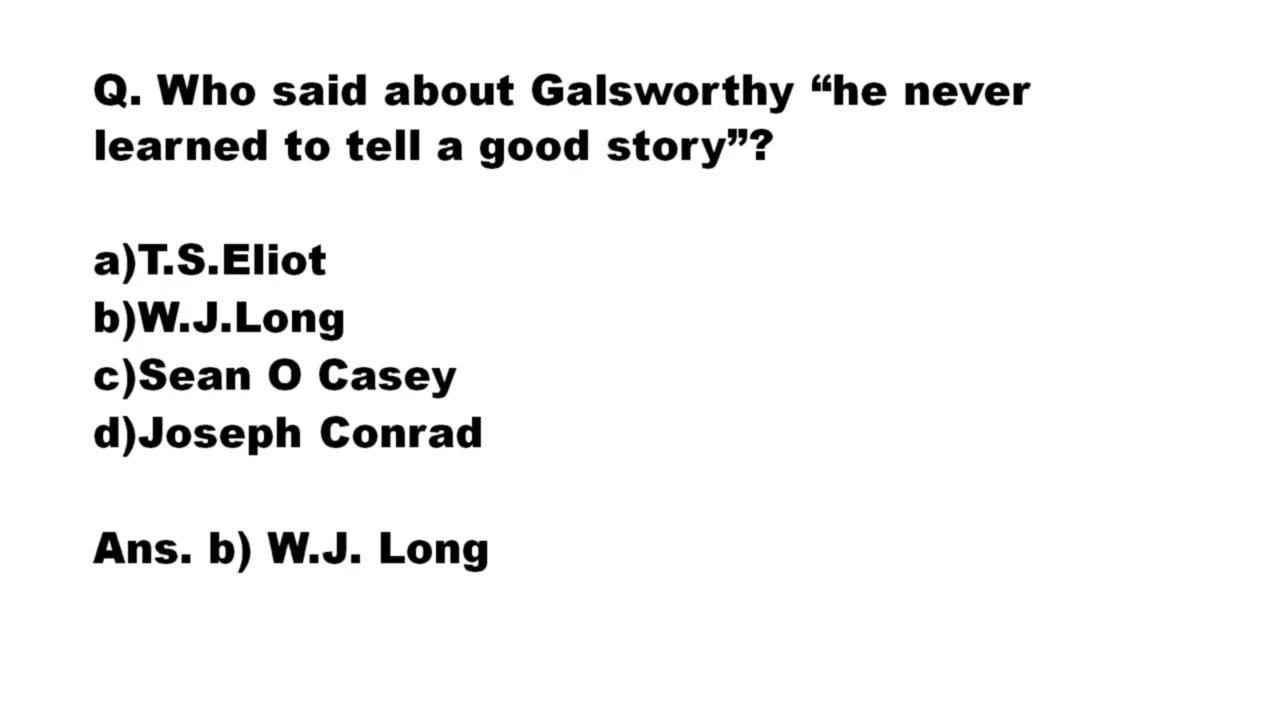 Q. Who said about Galsworthy “he never
learned to tell a good story”?
a)T.S.Eliot
b)W.J.Long
c)Sean O Casey
d)Joseph Conrad
Ans. b) W.J. Long